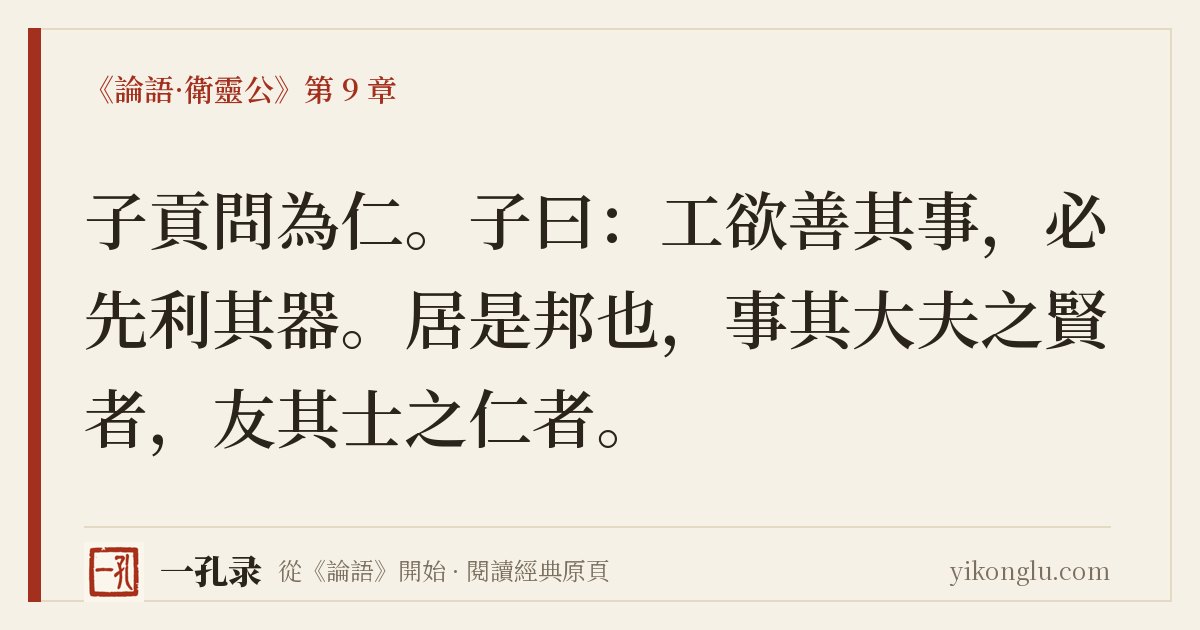 《論語·衛靈公》第 9 章
子貢問為仁。子曰：工欲善其事，必
先利其器。居是邦也，事其大夫之賢
者，友其士之仁者。
一孔
一孔录 從《論語》開始 · 閱讀經典原頁 yikonglu.com